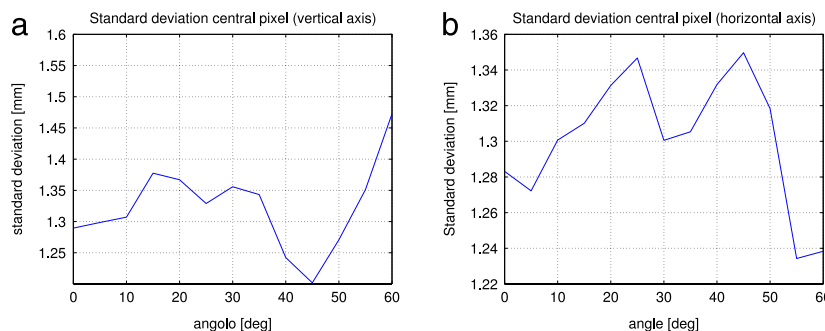 a
Standard deviation central pixel (vertical axis)
1.6
1.55
1.5
1.45
1.4
1.35
1.3
1.25
0 10 20 30 40 50 60
standard deviation [mm]
angolo [deg]
b
Standard deviation central pixel (horizontal axis)
1.36
1.34
1.32
1.3
1.28
1.26
1.24
1.22
0 10 20 30 40 50 60
Standard deviation [mm]
angle [deg]